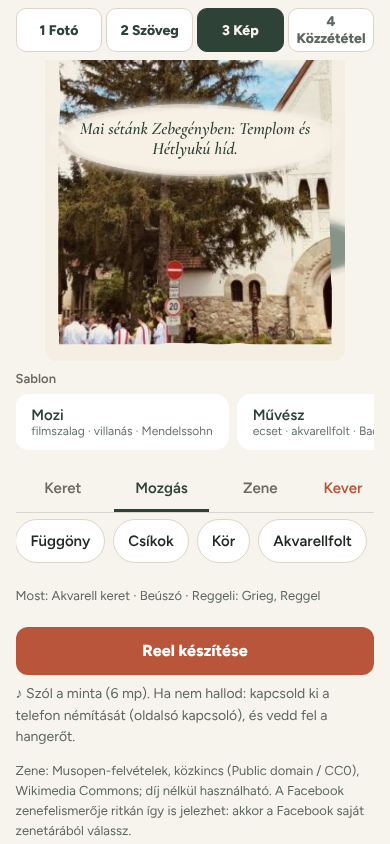 1 Fotó
2 Szöveg
3 Kép
4
Közzététel
Mai sétánk Zebegényben: Templom és
Hétlyukú híd.
20
Sablon
Mozi
filmszalag · villanás · Mendelssohn
Művész
ecset · akvarellfolt ·
Keret
Mozgás
Zene
Kever
Függöny
Csíkok
Kör
Akvarellfolt
Most: Akvarell keret · Beúszó · Reggeli: Grieg, Reggel
Reel készítése
♪ Szól a minta (6 mp). Ha nem hallod: kapcsold ki a
telefon némítását (oldalsó kapcsoló), és vedd fel a
hangerőt.
Zene: Musopen-felvételek, közkincs (Public domain / CC0),
Wikimedia Commons; díj nélkül használható. A Facebook
zenefelismerője ritkán így is jelezhet: akkor a Facebook saját
zenetárából válassz.